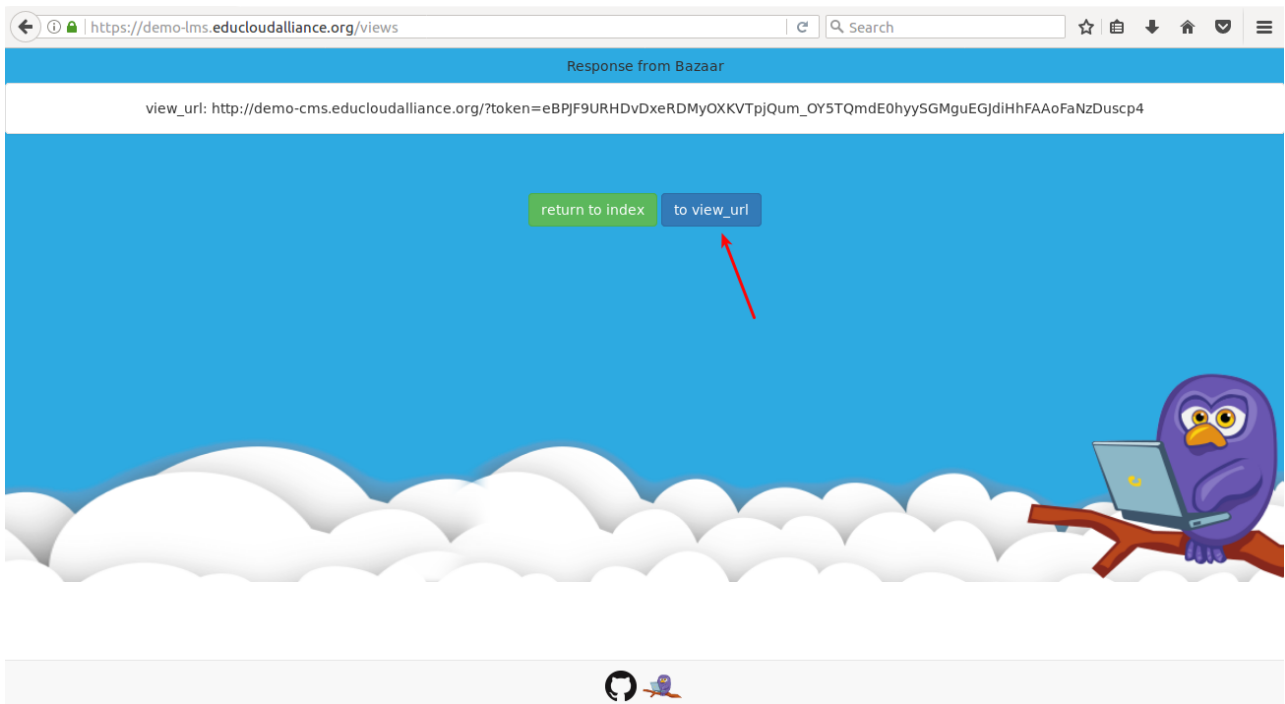 https://demo-lms.educloudalliance.org/views
Search
Response from Bazaar
view_url: http://demo-cms.educloudalliance.org/?token=eBPJF9URHDvDxeRDMyOXKVTpjQum_OY5TQmdE0hyySGMguEGJdiHhFAAoFaNzDuscp4
return to index
to view_url